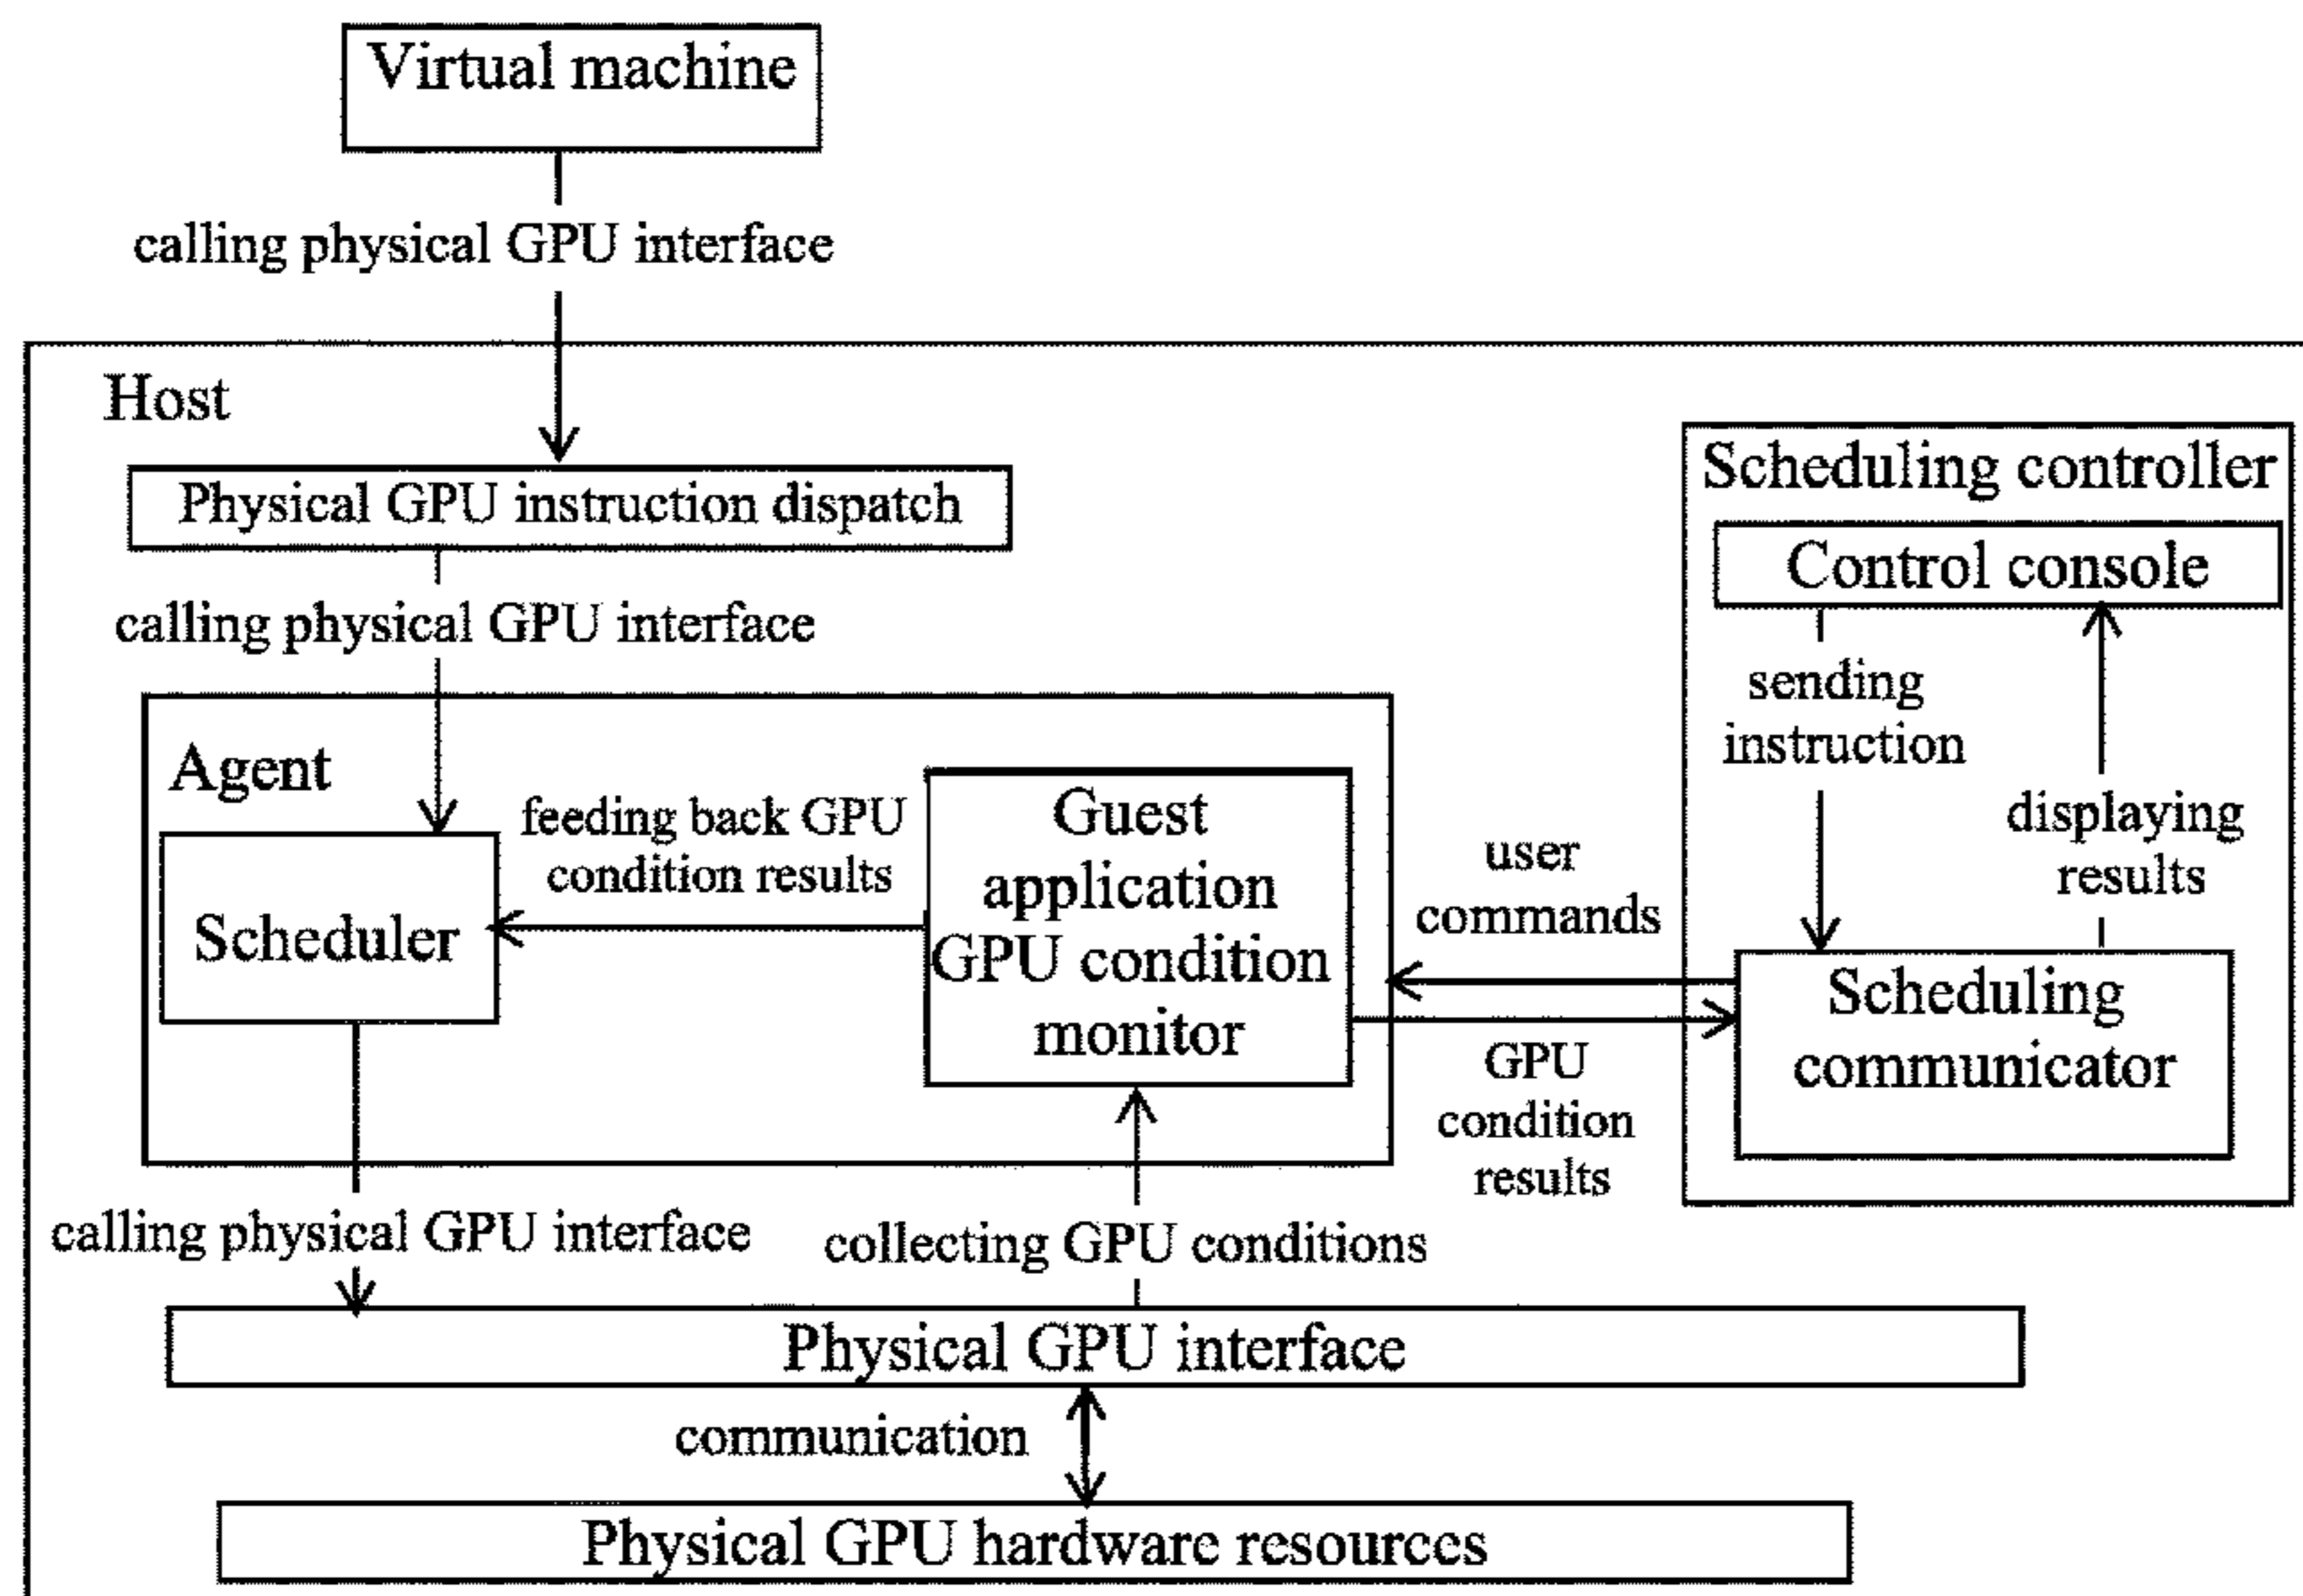 Virtual machine
calling physical GPU interface
Host
Physical GPU instruction dispatch
calling physical GPU interface
Agent
Scheduler
feeding back GPU
condition results
Guest
application
GPU condition
monitor
user
commands
GPU
condition
results
Scheduling controller
Control console
sending
instruction
displaying
results
Scheduling
communicator
calling physical GPU interface
collecting GPU conditions
Physical GPU interface
communication
Physical GPU hardware resources